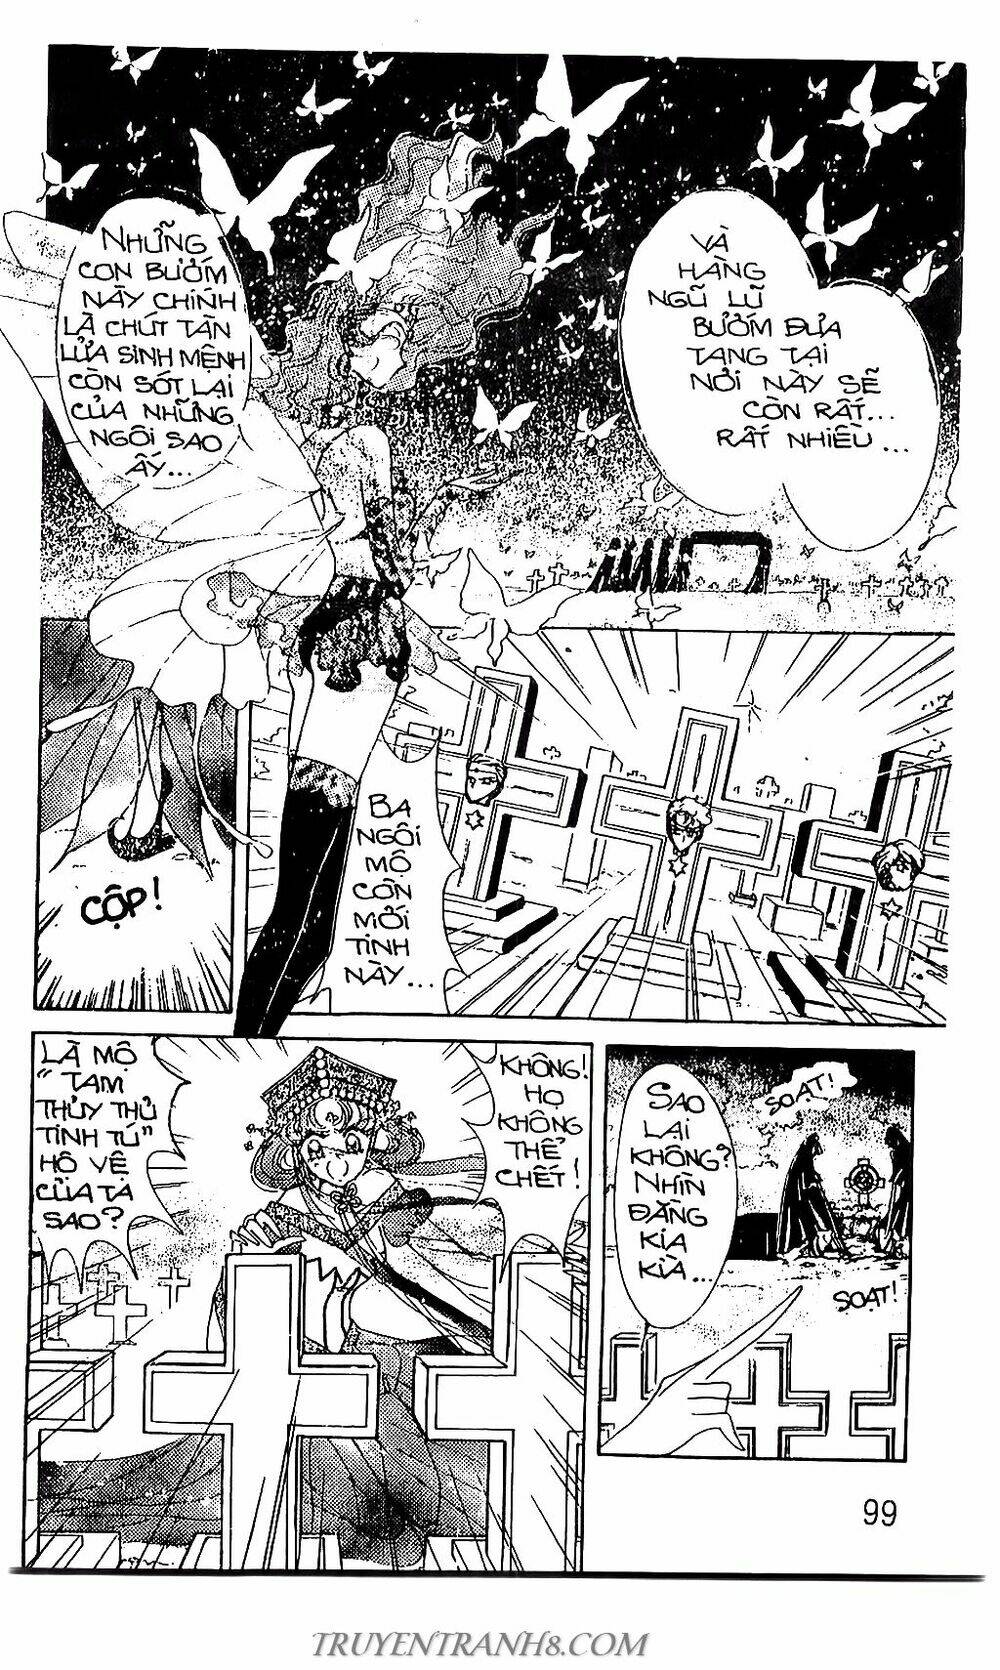 NHỮNG
CON BƯỚM
NÀY CHÍNH
LÀ CHÚT TÀN
LỬA SINH MỆNH
CÒN SÓT LẠI
CỦA NHỮNG
NGÔI SAO
ẤY...
VÀ
HÀNG
NGŨ LŨ
BƯỚM ĐƯA
TANG TẠI
NƠI NÀY SẼ
CÒN RẤT...
RẤT NHIỀU...
CỘP!
BA
NGÔI
MỘ
CỚN
MỚI
TINH
NÀY...
LÀ MỘ
"TAM
THỦY THỦ
TINH TÚ"
HỘ VỆ
CỦA TA
SAO?
KHÔNG!
HỌ
KHÔNG
THỂ
CHẾT!
SAO
LẠI
KHÔNG?
NHÌN
ĐẰNG
KIA
KÌA...
SOẠT!
SOẠT!
99
TRUYENTRANH8.COM